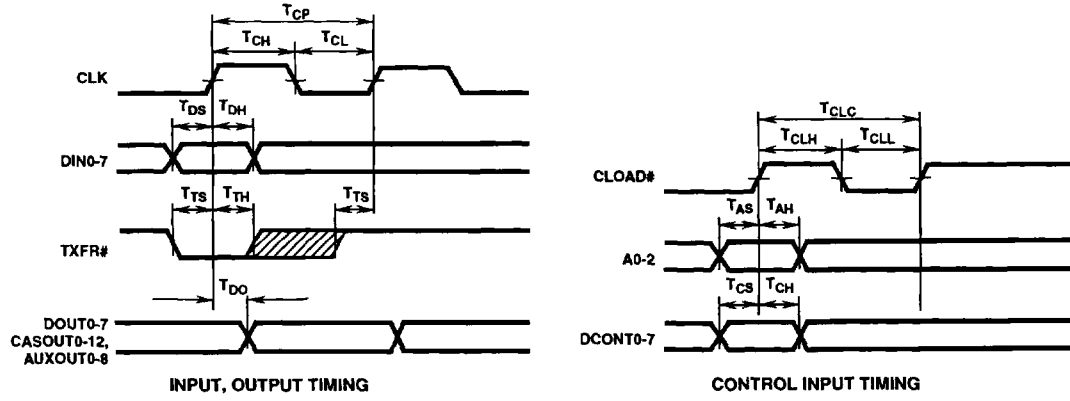 TCP
TCH TCL
CLK
TDS TDH
DIN0-7
TTS TTH TTS
TXFR#
TDO
DOUT0-7
CASOUT0-12,
AUXOUT0-8
INPUT, OUTPUT TIMING
TCLC
TCLH TCLL
CLOAD#
TAS TAH
A0-2
TCS TCH
DCONT0-7
CONTROL INPUT TIMING